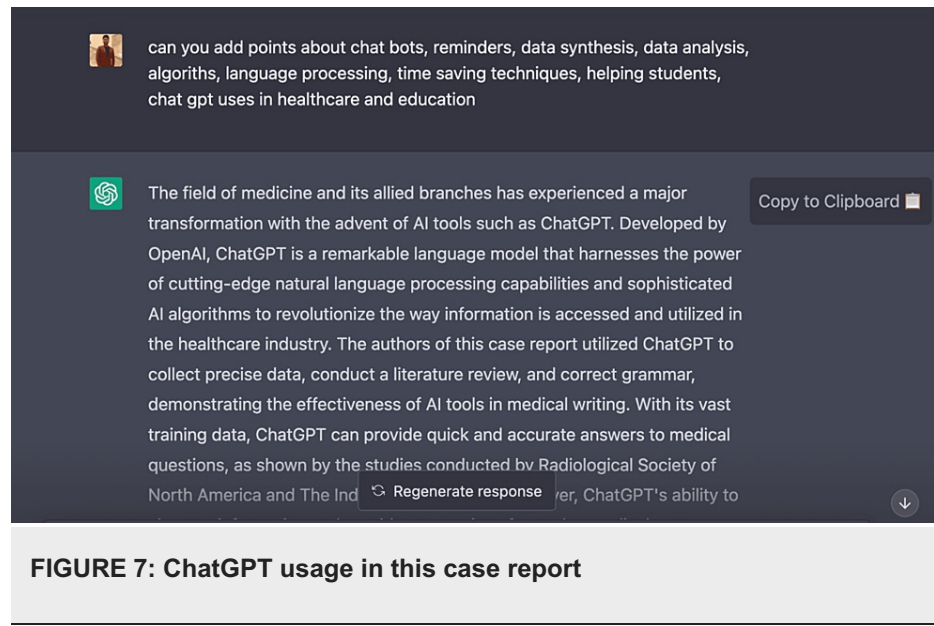 can you add points about chat bots, reminders, data synthesis, data analysis,
algoriths, language processing, time saving techniques, helping students,
chat gpt uses in healthcare and education
The field of medicine and its allied branches has experienced a major
Copy to Clipboard 📋
transformation with the advent of AI tools such as ChatGPT. Developed by
OpenAI, ChatGPT is a remarkable language model that harnesses the power
of cutting-edge natural language processing capabilities and sophisticated
AI algorithms to revolutionize the way information is accessed and utilized in
the healthcare industry. The authors of this case report utilized ChatGPT to
collect precise data, conduct a literature review, and correct grammar,
demonstrating the effectiveness of AI tools in medical writing. With its vast
training data, ChatGPT can provide quick and accurate answers to medical
questions, as shown by the studies conducted by Radiological Society of
North America and The Ind
Regenerate response
er, ChatGPT's ability to
FIGURE 7: ChatGPT usage in this case report